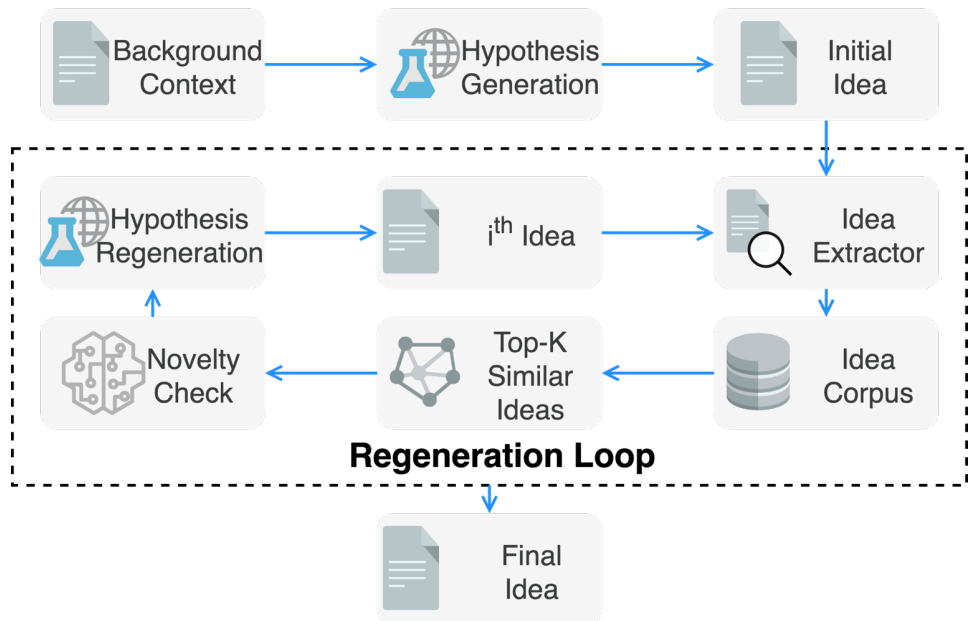 Background
Context
Hypothesis
Generation
Initial
Idea
Hypothesis
Regeneration
ith Idea
Idea
Extractor
Novelty
Check
Top-K
Similar
Ideas
Idea
Corpus
Regeneration Loop
Final
Idea